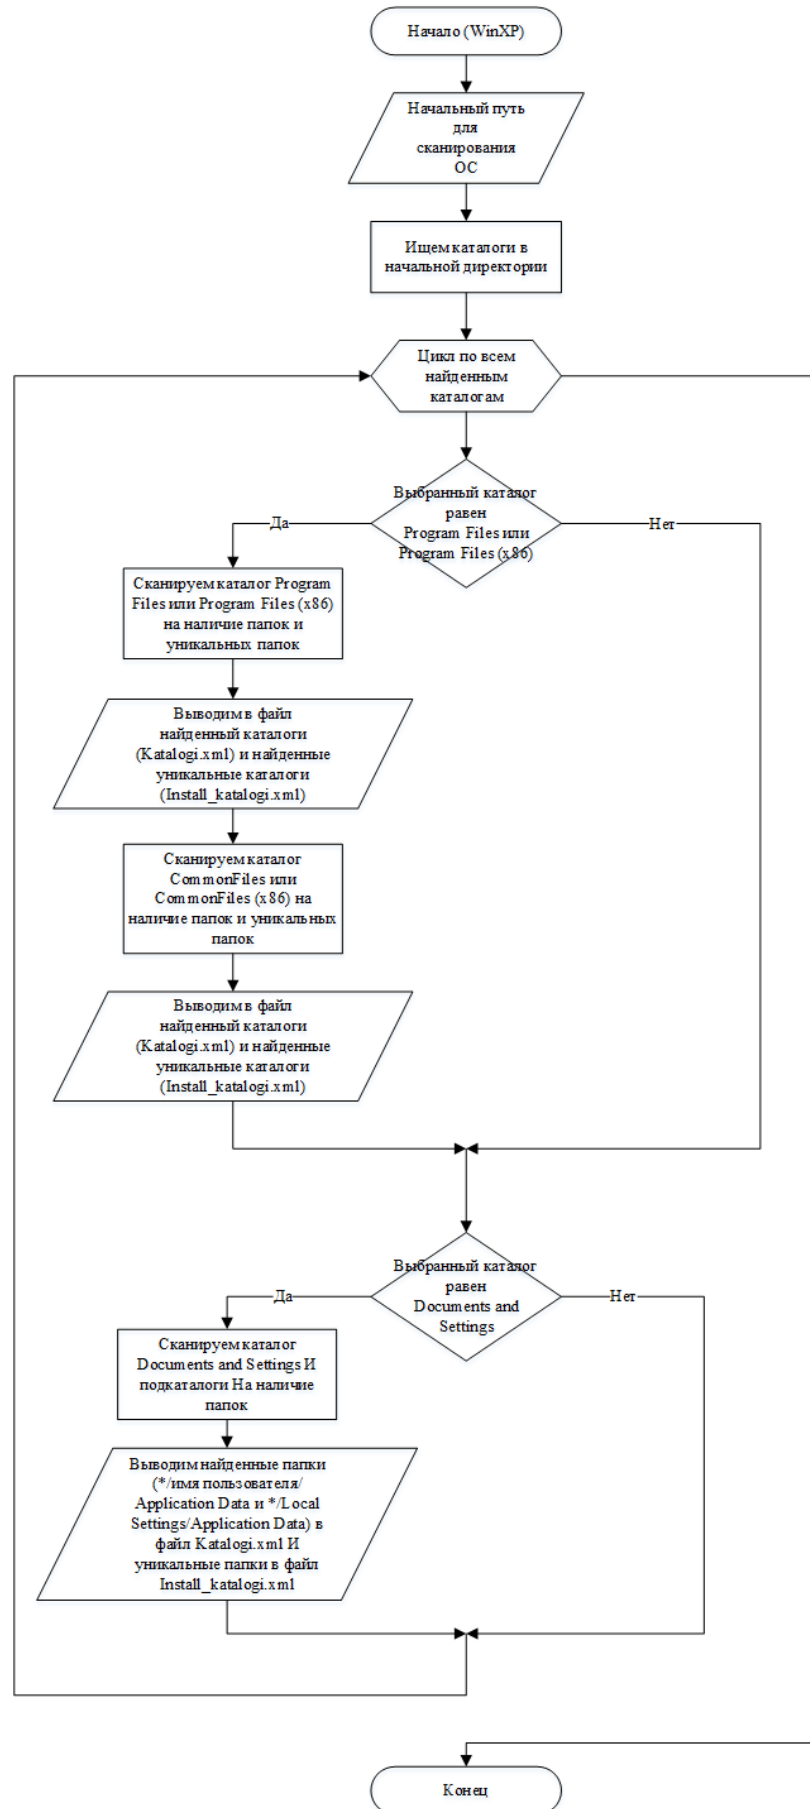 Начало (WinXP)
Начальный путь
для
сканирования
ОС
Ищем каталоги в
начальной директории
Цикл по всем
найденным
каталогам
Выбранный каталог
равен
Program Files или
Program Files (x86)
Да
Нет
Сканируем каталог Program
Files или Program Files (x86)
на наличие папок и
уникальных папок
Выводим в файл
найденный каталоги
(Katalogi.xml) и найденные
уникальные каталоги
(Install_katalogi.xml)
Сканируем каталог
CommonFiles или
CommonFiles (x86) на
наличие папок и уникальных
папок
Выводим в файл
найденный каталоги
(Katalogi.xml) и найденные
уникальные каталоги
(Install_katalogi.xml)
Выбранный каталог
равен
Documents and
Settings
Да
Нет
Сканируем каталог
Documents and Settings И
подкаталоги На наличие
папок
Выводим найденные папки
(*/имя пользователя/
Application Data и */Local
Settings/Application Data) в
файл Katalogi.xml И
уникальные папки в файл
Install_katalogi.xml
Конец